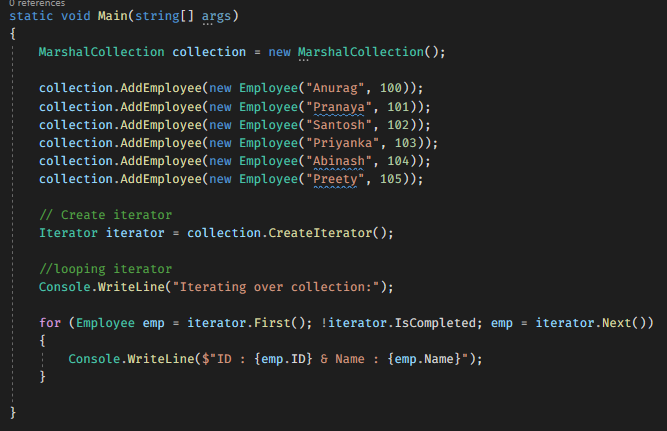 0 references
static void Main(string[] args)
{
MarshalCollection collection = new MarshalCollection();
collection.AddEmployee(new Employee("Anurag", 100));
collection.AddEmployee(new Employee("Pranaya", 101));
collection.AddEmployee(new Employee("Santosh", 102));
collection.AddEmployee(new Employee("Priyanka", 103));
collection.AddEmployee(new Employee("Abinash", 104));
collection.AddEmployee(new Employee("Preety", 105));
// Create iterator
Iterator iterator = collection.CreateIterator();
//looping iterator
Console.WriteLine("Iterating over collection:");
for (Employee emp = iterator.First(); !iterator.IsCompleted; emp = iterator.Next())
{
Console.WriteLine($"ID : {emp.ID} & Name : {emp.Name}");
}
}